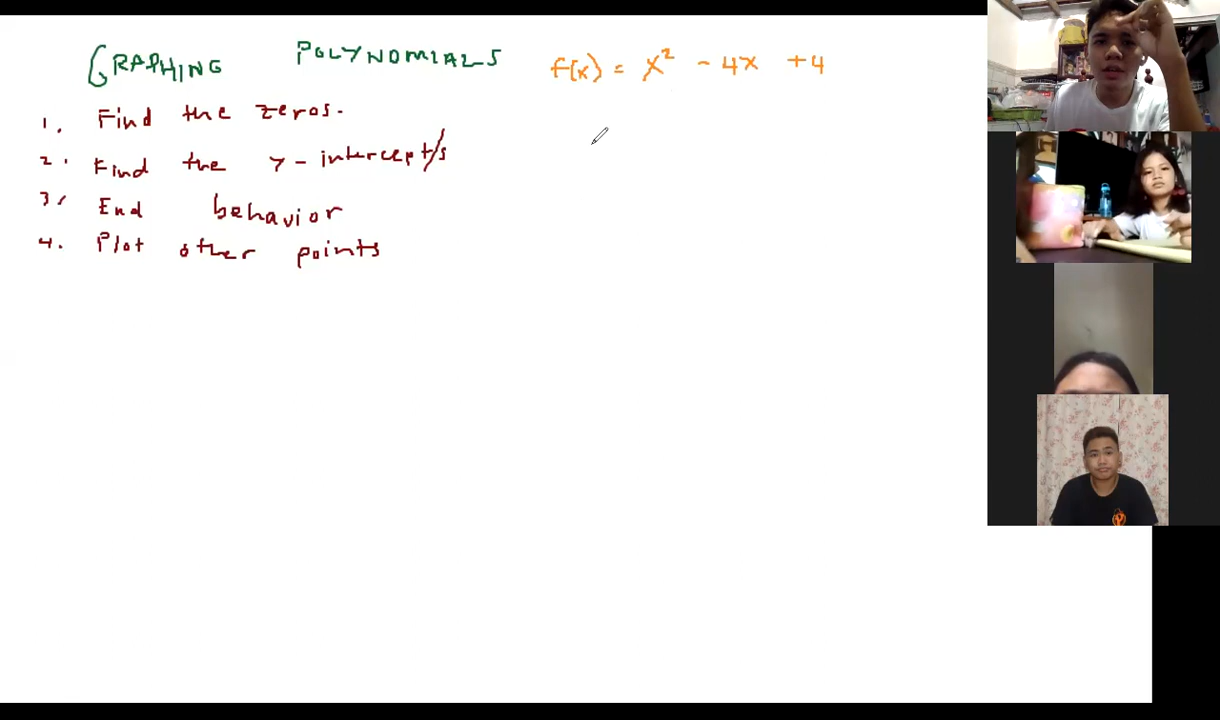 GRAPHING POLYNOMIALS
f(x) = x² - 4x + 4
1. Find the zeros.
2. Find the y-intercept/s
3. End behavior
4. Plot other points